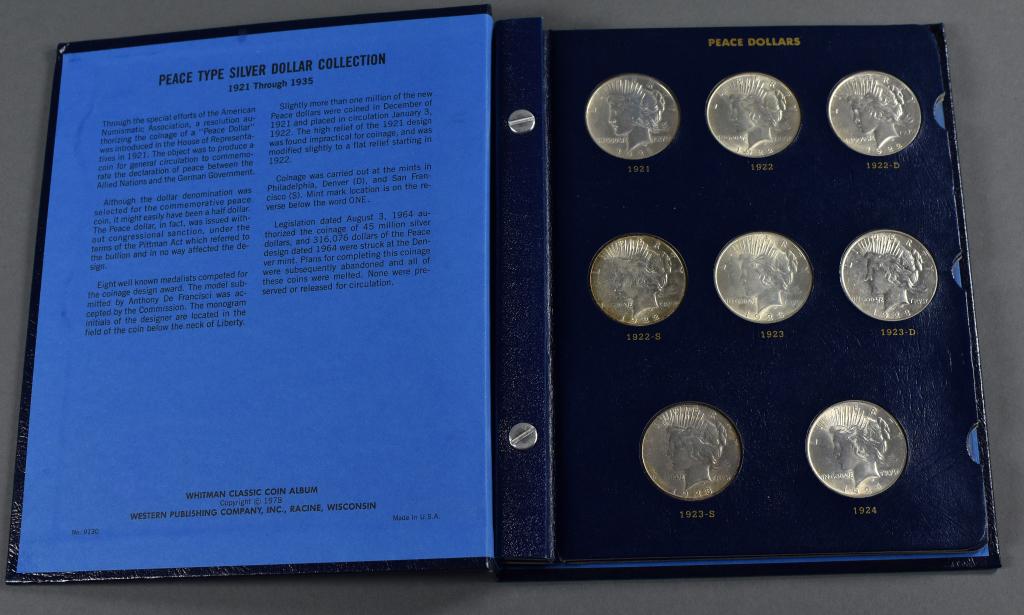 PEACE TYPE SILVER DOLLAR COLLECTION
1921 Through 1935
Through the special efforts of the American
Numismatic Association, a resolution au-
thorizing the coinage of a "Peace Dollar"
was introduced in the House of Representa-
tives in 1921. The object was to produce a
coin for general circulation to commemo-
rate the declaration of peace between the
Allied Nations and the German Government.
Although the dollar denomination was
selected for the commemorative peace
coin, it might easily have been a half dollar.
The Peace dollar, in fact, was issued with-
out congressional sanction, under the
terms of the Pittman Act which referred to
the bullion and in no way affected the de-
sign.
Eight well known medalists competed for
the coinage design award. The model sub-
mitted by Anthony De Francisci was ac-
cepted by the Commission. The monogram
initials of the designer are located in the
field of the coin below the neck of Liberty.
Slightly more than one million of the new
Peace dollars were coined in December of
1921 and placed in circulation January 3,
1922. The high relief of the 1921 design
was found impractical for coinage, and was
modified slightly to a flat relief starting in
1922.
Coinage was carried out at the mints in
Philadelphia, Denver (D), and San Fran-
cisco (S). Mint mark location is on the re-
verse below the word ONE.
Legislation dated August 3, 1964 au-
thorized the coinage of 45 million silver
dollars, and 316,076 dollars of the Peace
design dated 1964 were struck at the Den-
ver mint. Plans for completing this coinage
were subsequently abandoned and all of
these coins were melted. None were pre-
served or released for circulation.
WHITMAN CLASSIC COIN ALBUM
Copyright © 1978
WESTERN PUBLISHING COMPANY, INC., RACINE, WISCONSIN
No. 9130
Made in U.S.A.
PEACE DOLLARS
1921
1922
1922-D
1922-S
1923
1923-D
1923-S
1924